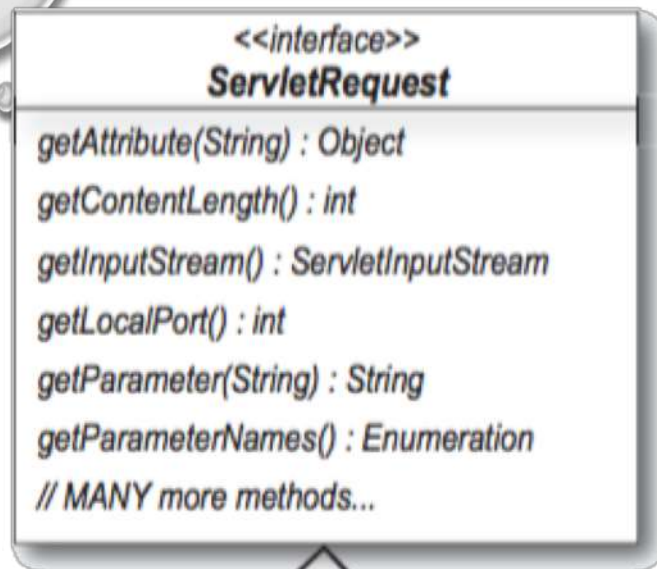 <<interface>>
ServletRequest
getAttribute(String) : Object
getContentLength() : int
getInputStream() : ServletInputStream
getLocalPort() : int
getParameter(String) : String
getParameterNames() : Enumeration
// MANY more methods...